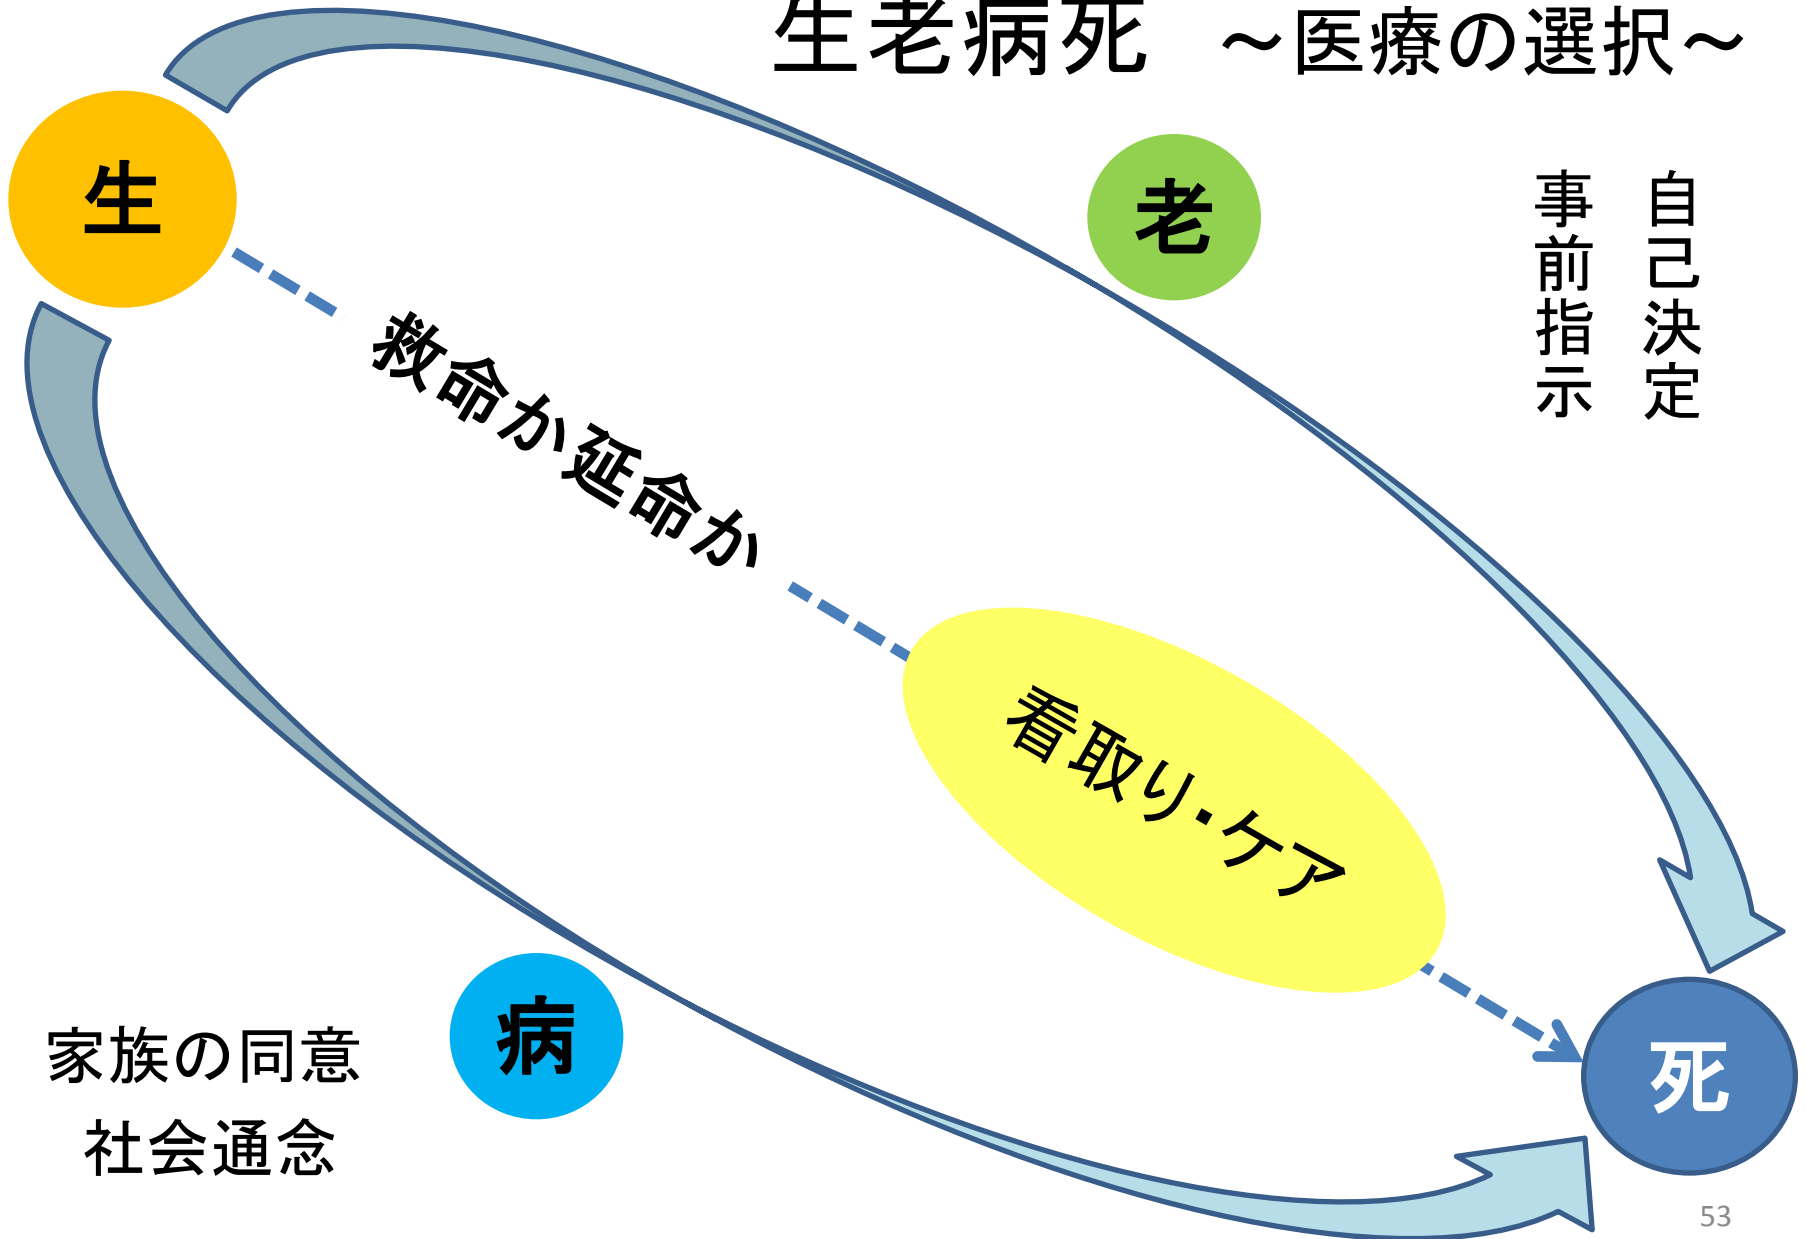 生老病死 ～医療の選択～
生
老
自己決定
事前指示
救命か延命か
看取り・ケア
病
家族の同意
社会通念
死
53